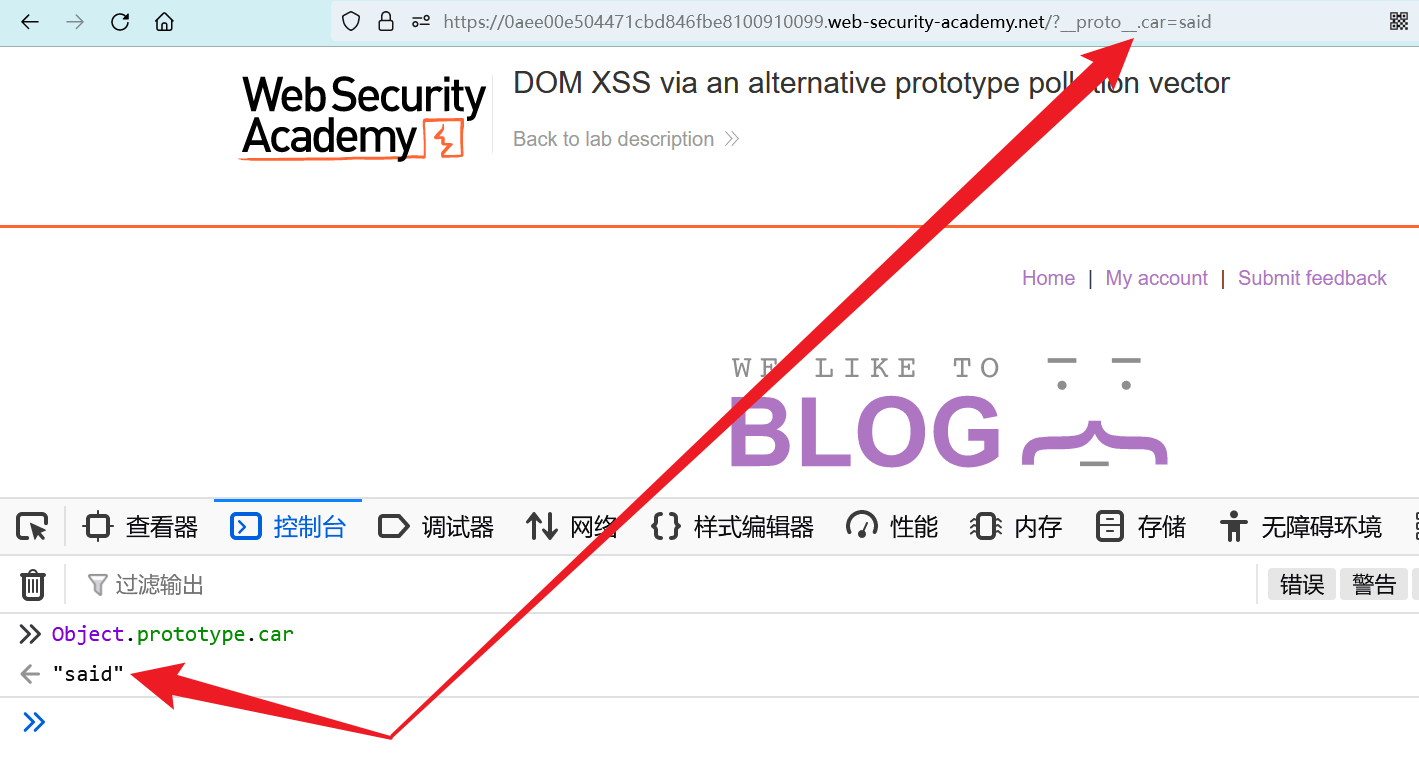 https://0aee00e504471cbd846fbe8100910099.web-security-academy.net/?__proto__.car=said
WebSecurity
Academy
DOM XSS via an alternative prototype pollution vector
Back to lab description
Home | My account | Submit feedback
WE LIKE TO
BLOG
查看器 控制台 调试器 网络 样式编辑器 性能 内存 存储 无障碍环境
过滤输出 错误 警告
Object.prototype.car
"said"